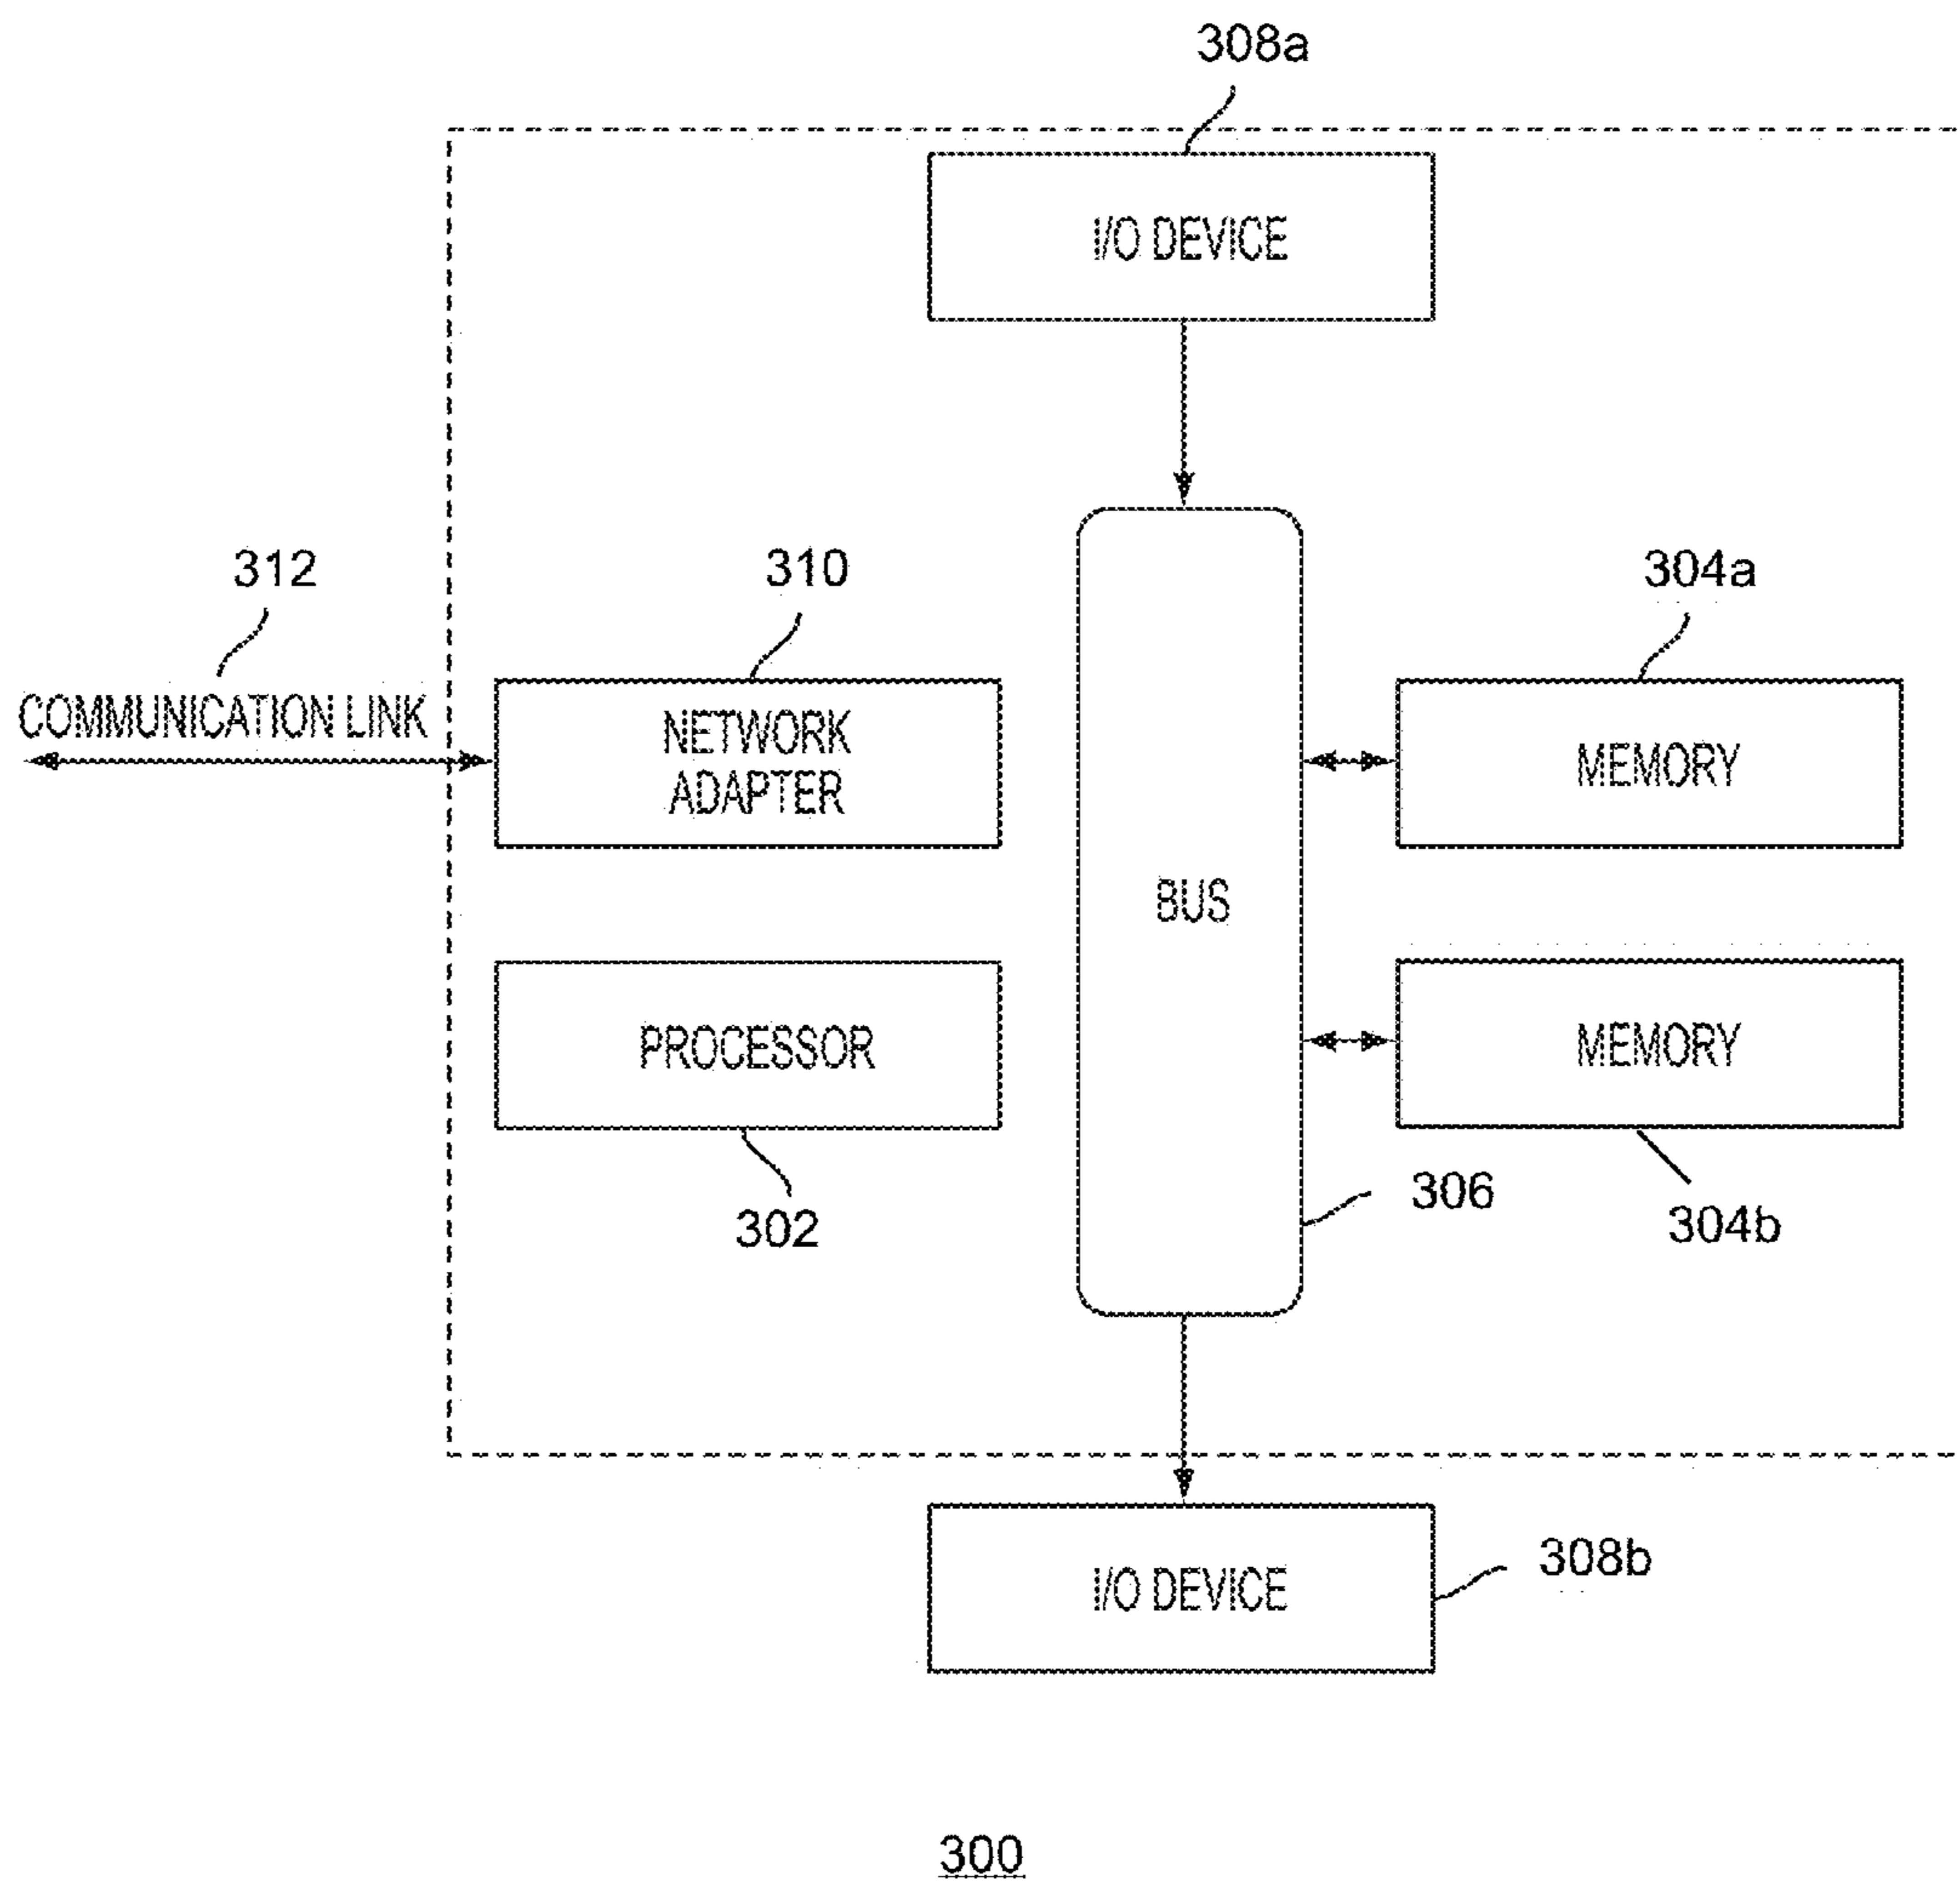 308a
I/O DEVICE
312
310
304a
COMMUNICATION LINK
NETWORK
ADAPTER
MEMORY
BUS
PROCESSOR
MEMORY
306
302
304b
308b
I/O DEVICE
300